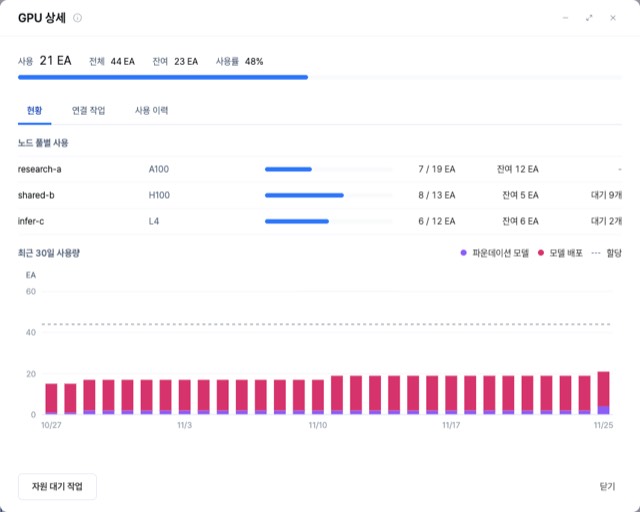 GPU 상세
사용 21 EA 전체 44 EA 잔여 23 EA 사용률 48%
현황 연결 작업 사용 이력
노드 풀별 사용
research-a A100 7 / 19 EA 잔여 12 EA -
shared-b H100 8 / 13 EA 잔여 5 EA 대기 9개
infer-c L4 6 / 12 EA 잔여 6 EA 대기 2개
최근 30일 사용량 파운데이션 모델 모델 배포 할당
EA
60
40
20
0
10/27 11/3 11/10 11/17 11/25
자원 대기 작업 닫기